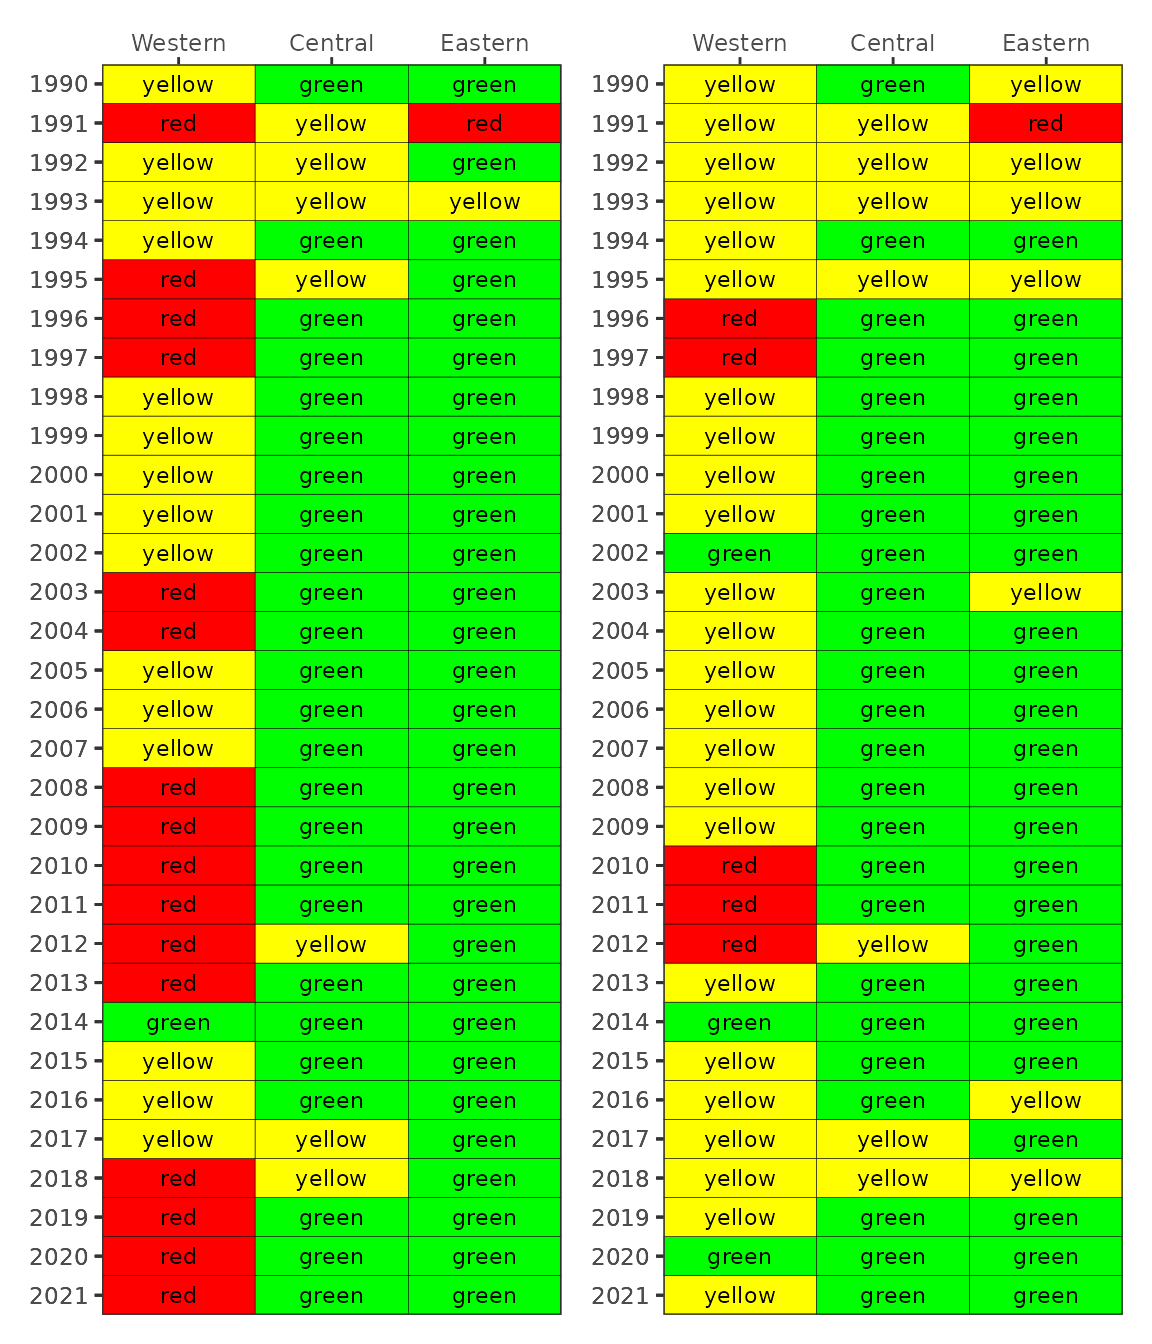 Western Central Eastern Western Central Eastern
1990 yellow green green 1990 yellow green yellow
1991 red yellow red 1991 yellow yellow red
1992 yellow yellow green 1992 yellow yellow yellow
1993 yellow yellow yellow 1993 yellow yellow yellow
1994 yellow green green 1994 yellow green green
1995 red yellow green 1995 yellow yellow yellow
1996 red green green 1996 red green green
1997 red green green 1997 red green green
1998 yellow green green 1998 yellow green green
1999 yellow green green 1999 yellow green green
2000 yellow green green 2000 yellow green green
2001 yellow green green 2001 yellow green green
2002 yellow green green 2002 green green green
2003 red green green 2003 yellow green yellow
2004 red green green 2004 yellow green green
2005 yellow green green 2005 yellow green green
2006 yellow green green 2006 yellow green green
2007 yellow green green 2007 yellow green green
2008 red green green 2008 yellow green green
2009 red green green 2009 yellow green green
2010 red green green 2010 red green green
2011 red green green 2011 red green green
2012 red yellow green 2012 red yellow green
2013 red green green 2013 yellow green green
2014 green green green 2014 green green green
2015 yellow green green 2015 yellow green green
2016 yellow green green 2016 yellow green yellow
2017 yellow yellow green 2017 yellow yellow green
2018 red yellow green 2018 yellow yellow yellow
2019 red green green 2019 yellow green green
2020 red green green 2020 green green green
2021 red green green 2021 yellow green green